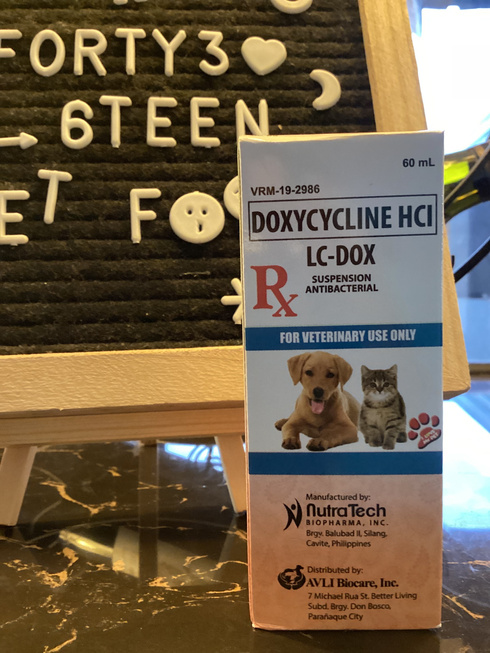 FORTY3
6TEEN
ET FO
60 mL
VRM-19-2986
DOXYCYCLINE HCl
LC-DOX
Rx
SUSPENSION
ANTIBACTERIAL
FOR VETERINARY USE ONLY
Manufactured by:
NutraTech
BIOPHARMA, INC.
Brgy. Balubad II, Silang,
Cavite, Philippines
Distributed by:
AVLI Biocare, Inc.
7 Michael Rua St. Better Living
Subd. Brgy. Don Bosco,
Parañaque City